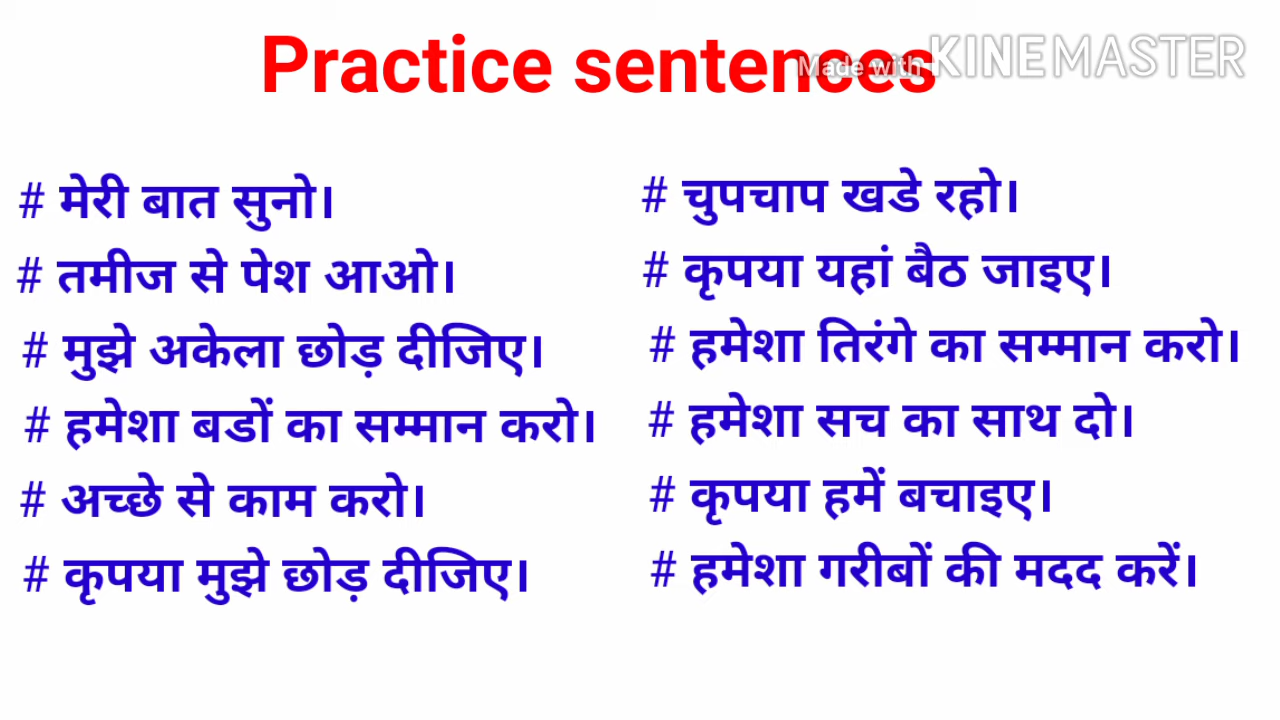 Practice sentences
Made with KINEMASTER
# मेरी बात सुनो।
# तमीज से पेश आओ।
# मुझे अकेला छोड़ दीजिए।
# हमेशा बडों का सम्मान करो।
# अच्छे से काम करो।
# कृपया मुझे छोड़ दीजिए।
# चुपचाप खडे रहो।
# कृपया यहां बैठ जाइए।
# हमेशा तिरंगे का सम्मान करो।
# हमेशा सच का साथ दो।
# कृपया हमें बचाइए।
# हमेशा गरीबों की मदद करें।